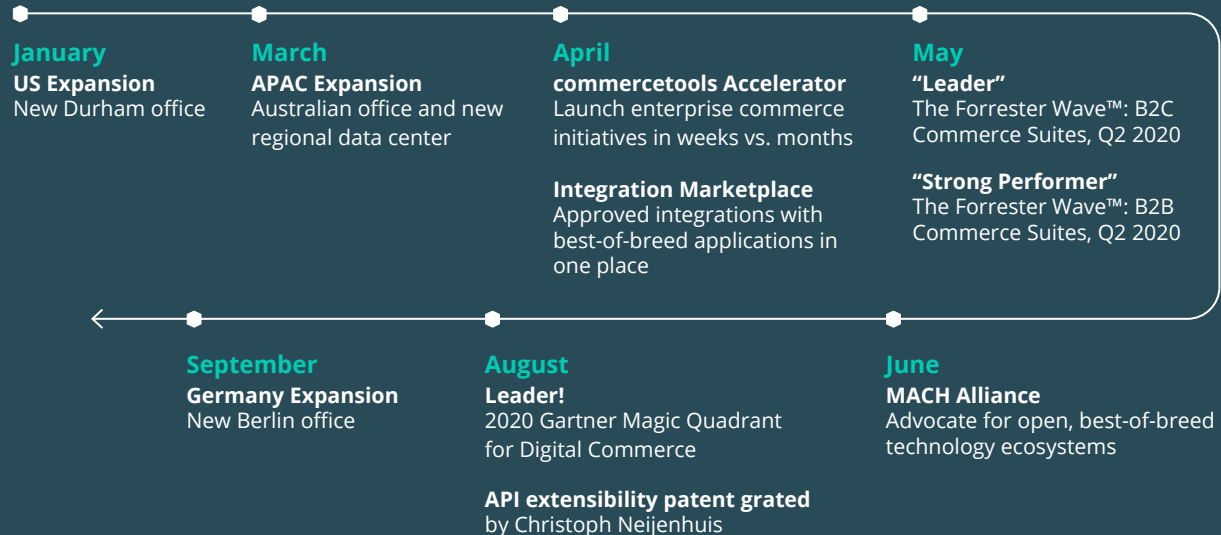 January
US Expansion
New Durham office
March
APAC Expansion
Australian office and new
regional data center
April
commercetools Accelerator
Launch enterprise commerce
initiatives in weeks vs. months
Integration Marketplace
Approved integrations with
best-of-breed applications in
one place
May
“Leader”
The Forrester Wave™: B2C
Commerce Suites, Q2 2020
“Strong Performer”
The Forrester Wave™: B2B
Commerce Suites, Q2 2020
June
MACH Alliance
Advocate for open, best-of-breed
technology ecosystems
August
Leader!
2020 Gartner Magic Quadrant
for Digital Commerce
API extensibility patent grated
by Christoph Neijenhuis
September
Germany Expansion
New Berlin office